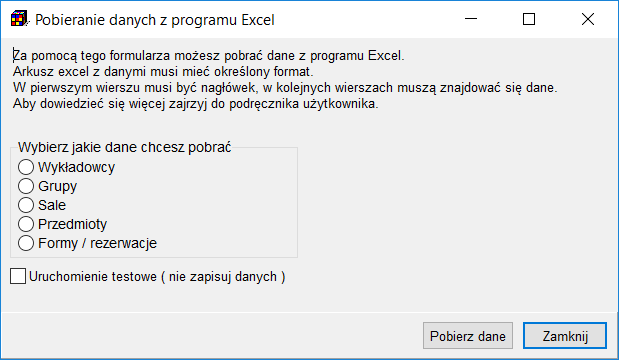 Pobieranie danych z programu Excel
Za pomocą tego formularza możesz pobrać dane z programu Excel.
Arkusz excel z danymi musi mieć określony format.
W pierwszym wierszu musi być nagłówek, w kolejnych wierszach muszą znajdować się dane.
Aby dowiedzieć się więcej zajrzyj do podręcznika użytkownika.
Wybierz jakie dane chcesz pobrać
Wykładowcy
Grupy
Sale
Przedmioty
Formy / rezerwacje
Uruchomienie testowe ( nie zapisuj danych )
Pobierz dane
Zamknij